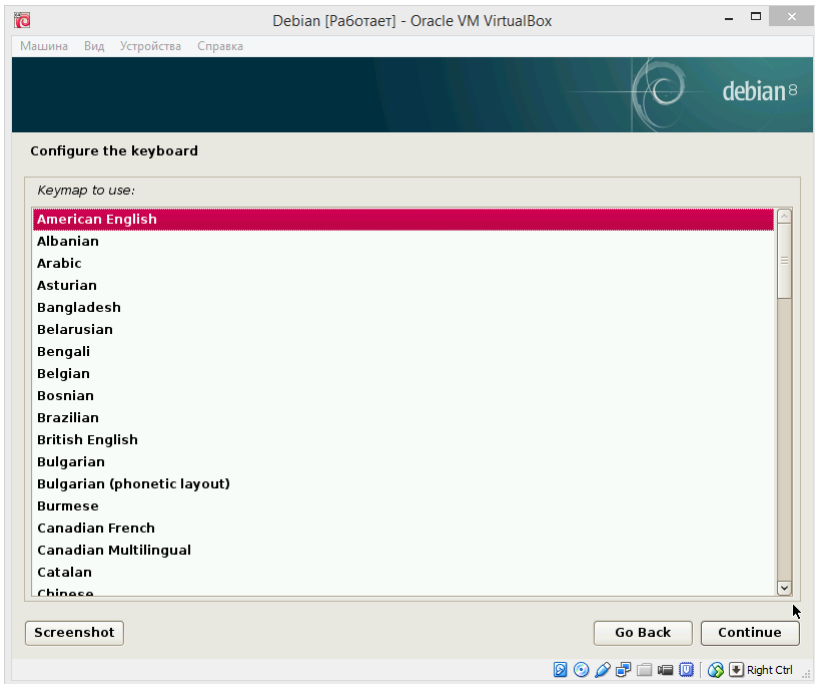 Debian [Работает] - Oracle VM VirtualBox
Машина Вид Устройства Справка
debian 8
Configure the keyboard
Keymap to use:
American English
Albanian
Arabic
Asturian
Bangladesh
Belarusian
Bengali
Belgian
Bosnian
Brazilian
British English
Bulgarian
Bulgarian (phonetic layout)
Burmese
Canadian French
Canadian Multilingual
Catalan
Chinese
Screenshot Go Back Continue
Right Ctrl